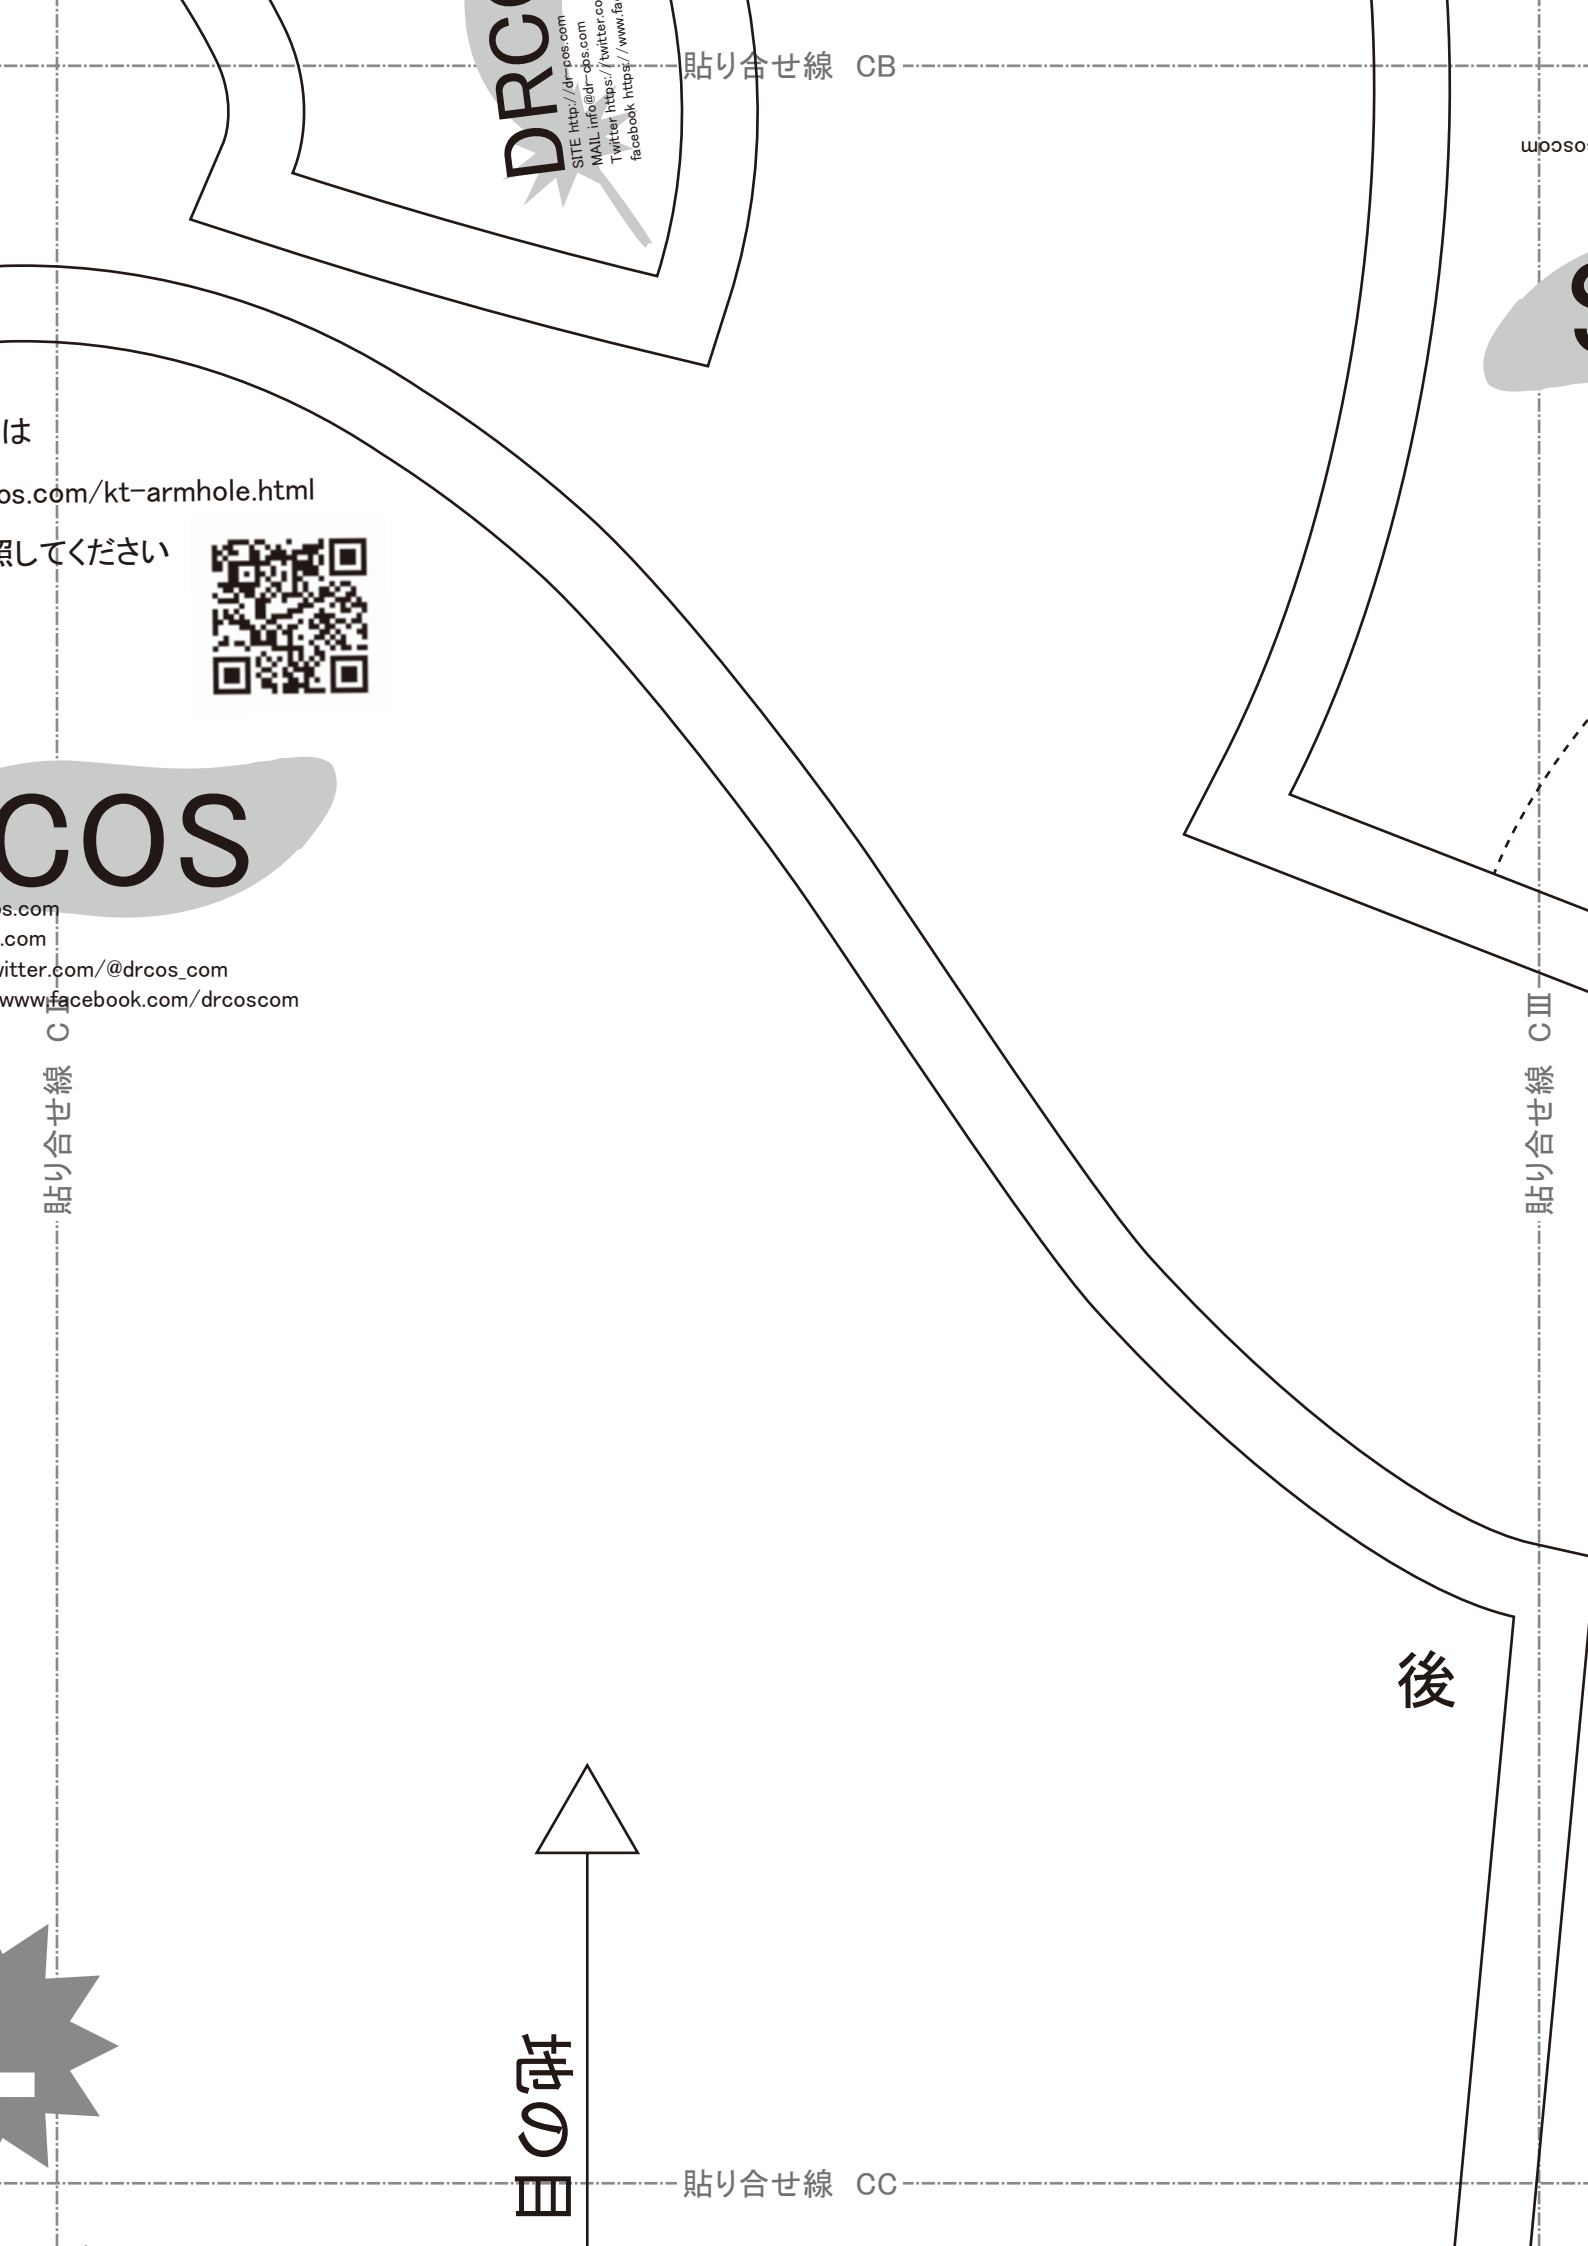 DRCO
SITE http://dr-cos.com
MAIL info@dr-cos.com
Twitter https://twitter.co
facebook https://www.fa
貼り合せ線 CB
oscom
は
os.com/kt-armhole.html
照してください
COS
s.com
.com
itter.com/@drcos_com
www.facebook.com/drcoscom
貼り合せ線 CⅡ
貼り合せ線 CⅢ
後
地の目
貼り合せ線 CC